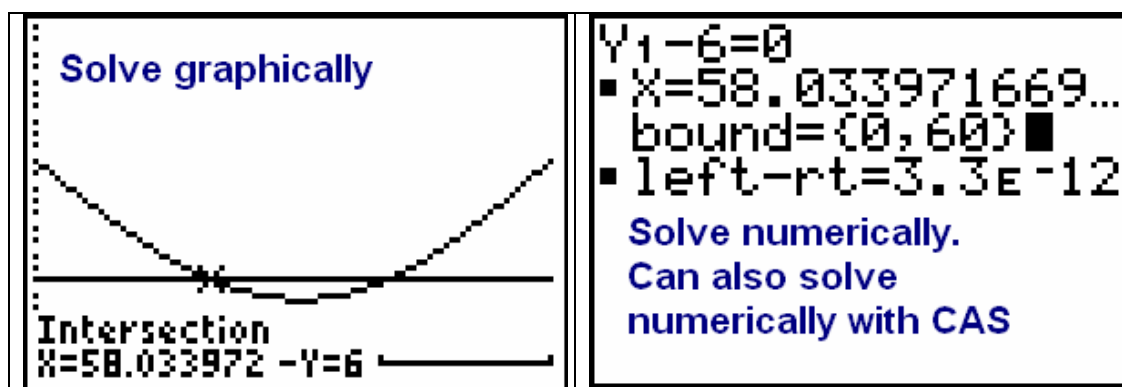 Solve graphically
Intersection
X=58.033972 -Y=6
Y1-6=0
▪X=58.033971669…
bound={0,60}
▪left-rt=3.3ᴇ-12
Solve numerically.
Can also solve
numerically with CAS